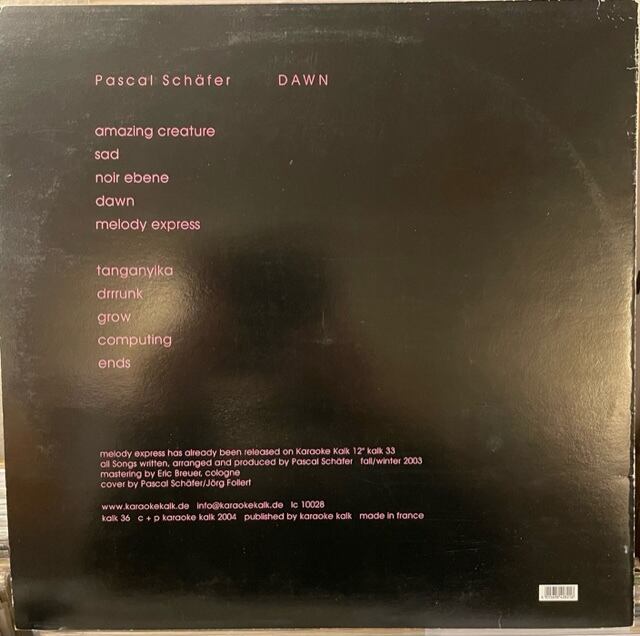 Pascal Schäfer DAWN
amazing creature
sad
noir ebene
dawn
melody express
tanganyika
drrrunk
grow
computing
ends
melody express has already been released on Karaoke Kalk 12" kalk 33
all Songs written, arranged and produced by Pascal Schäfer fall/winter 2003
mastering by Eric Breuer, cologne
cover by Pascal Schäfer/Jörg Follert
www.karaokekalk.de info@karaokekalk.de lc 10028
kalk 36 c + p karaoke kalk 2004 published by karaoke kalk made in france